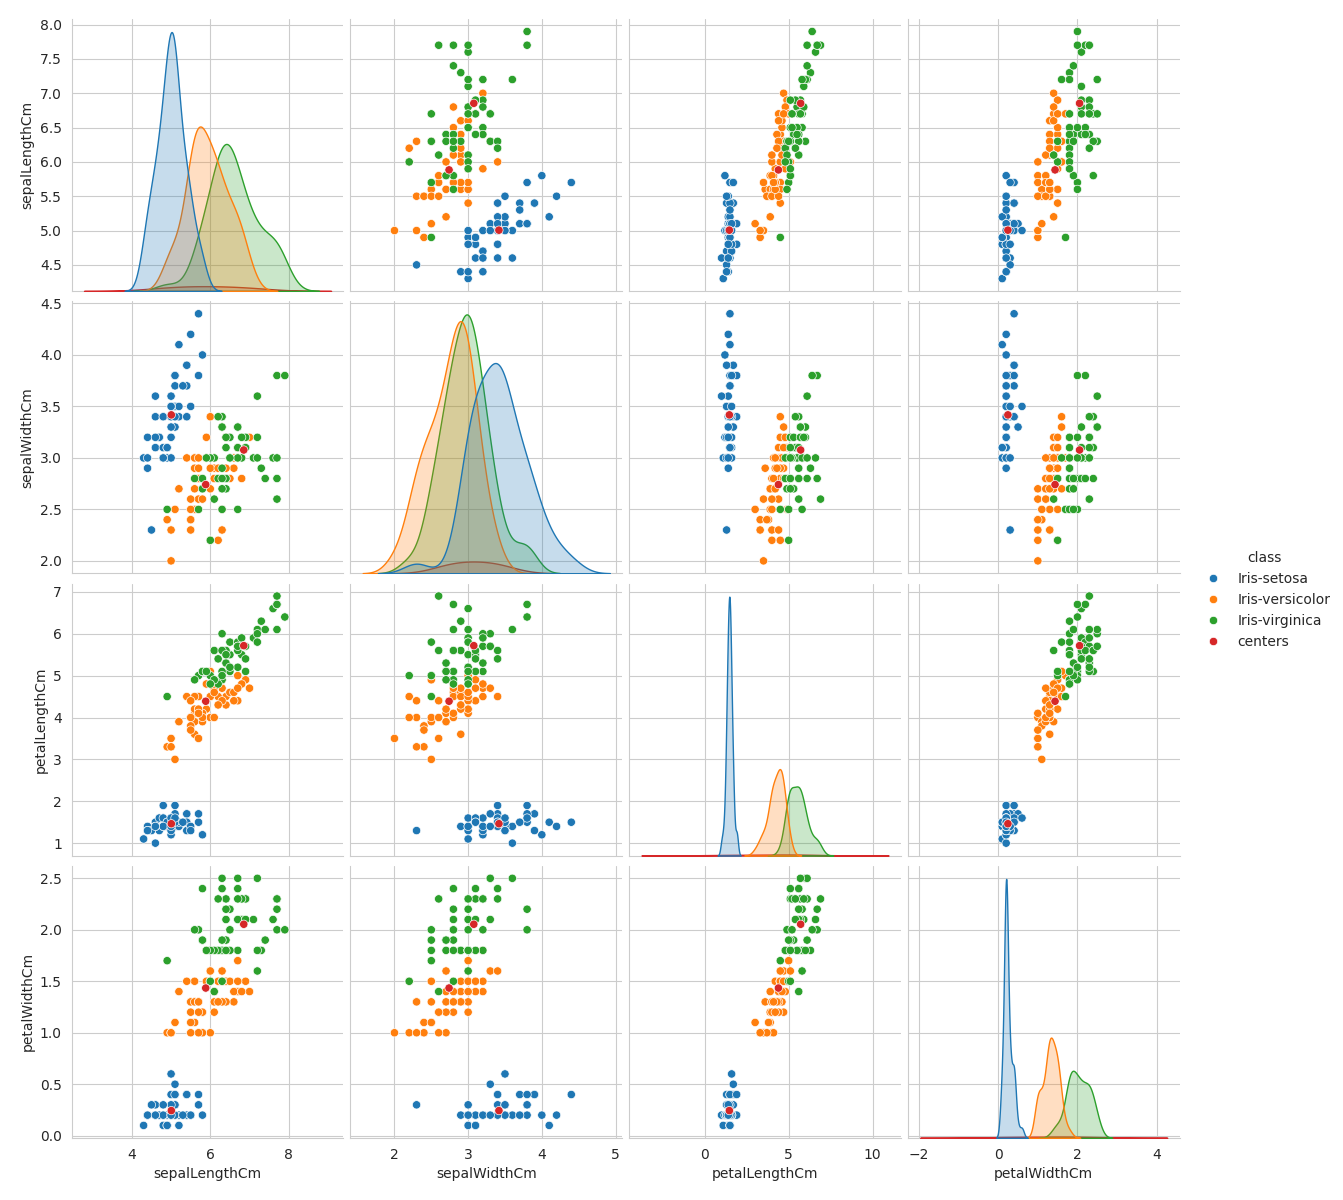 8.0
7.5
7.0
6.5
6.0
5.5
5.0
4.5
sepalLengthCm
4.5
4.0
3.5
3.0
2.5
2.0
sepalWidthCm
class
Iris-setosa
Iris-versicolor
Iris-virginica
centers
7
6
5
4
3
2
1
petalLengthCm
2.5
2.0
1.5
1.0
0.5
0.0
petalWidthCm
4 6 8 2 3 4 5 0 5 10 −2 0 2 4
sepalLengthCm sepalWidthCm petalLengthCm petalWidthCm